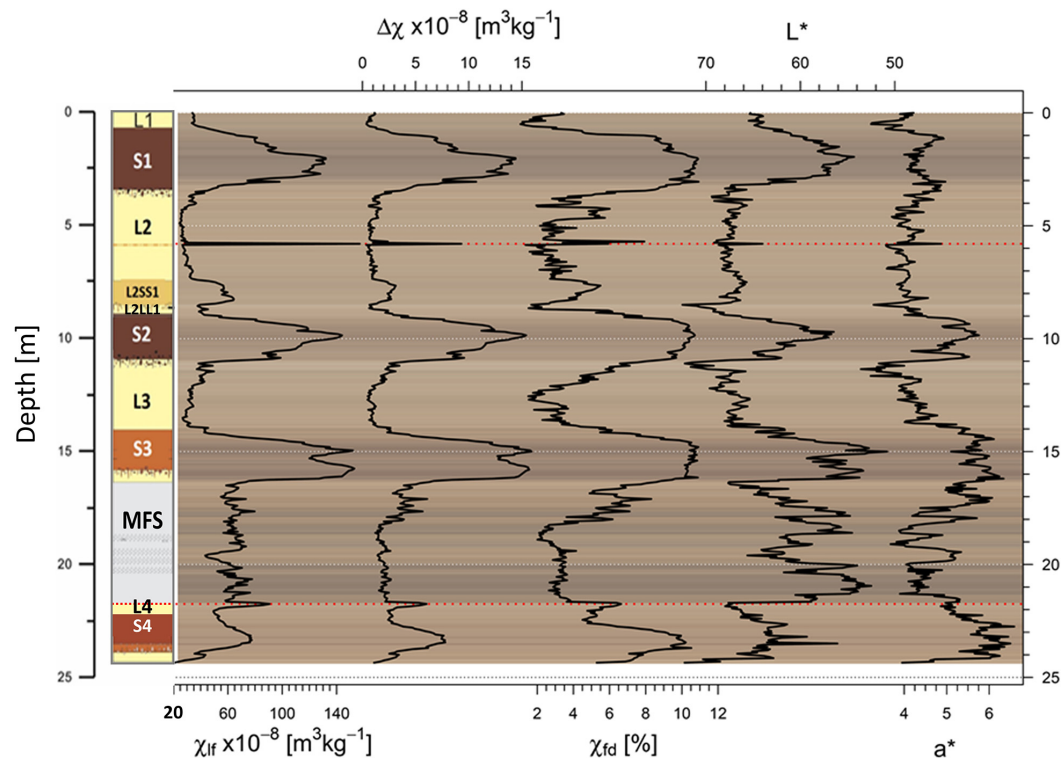 Δχ x10⁻⁸ [m³kg⁻¹] L*
0 5 10 15 70 60 50
0 0
L1
S1
L2
5 5
L2SS1
L2LL1
S2
10 10
L3
S3
15 15
MFS
20 20
L4
S4
25 25
Depth [m]
20 60 100 140 2 4 6 8 10 12 4 5 6
χlf x10⁻⁸ [m³kg⁻¹] χfd [%] a*